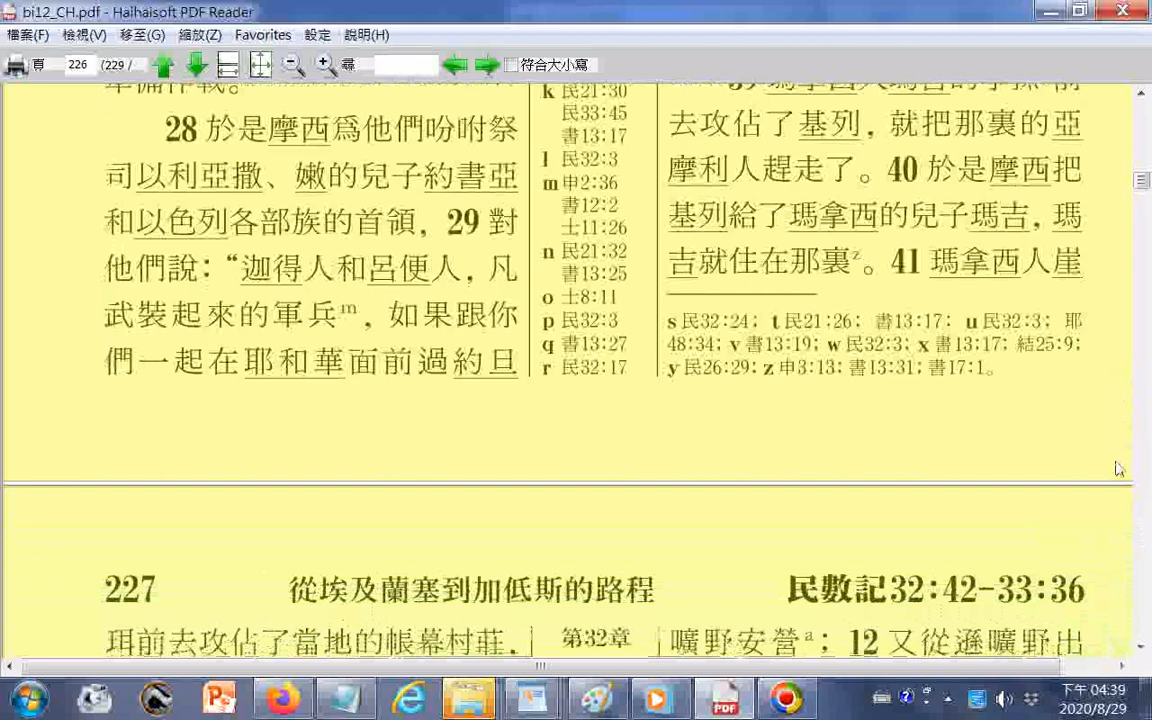 bi12_CH.pdf - Haihaisoft PDF Reader
檔案(F) 檢視(V) 移至(G) 縮放(Z) Favorites 設定 說明(H)
頁 226 (229 / 尋 符合大小寫
28 於是摩西爲他們吩咐祭
司以利亞撒、嫩的兒子約書亞
和以色列各部族的首領，29 對
他們說：“迦得人和呂便人，凡
武裝起來的軍兵m，如果跟你
們一起在耶和華面前過約旦
k 民21:30
民33:45
書13:17
l 民32:3
m 申2:36
書12:2
士11:26
n 民21:32
書13:25
o 士8:11
p 民32:3
q 書13:27
r 民32:17
去攻佔了基列，就把那裏的亞
摩利人趕走了。40 於是摩西把
基列給了瑪拿西的兒子瑪吉，瑪
吉就住在那裏z。41 瑪拿西人崖
s 民32:24； t 民21:26； 書13:17； u 民32:3； 耶
48:34；v 書13:19；w 民32:3；x 書13:17；結25:9；
y 民26:29；z 申3:13；書13:31；書17:1。
227 從埃及蘭塞到加低斯的路程 民數記32:42-33:36
珥前去攻佔了當地的帳幕村莊，
第32章
曠野安營a；12 又從遜曠野出
下午 04:39
2020/8/29